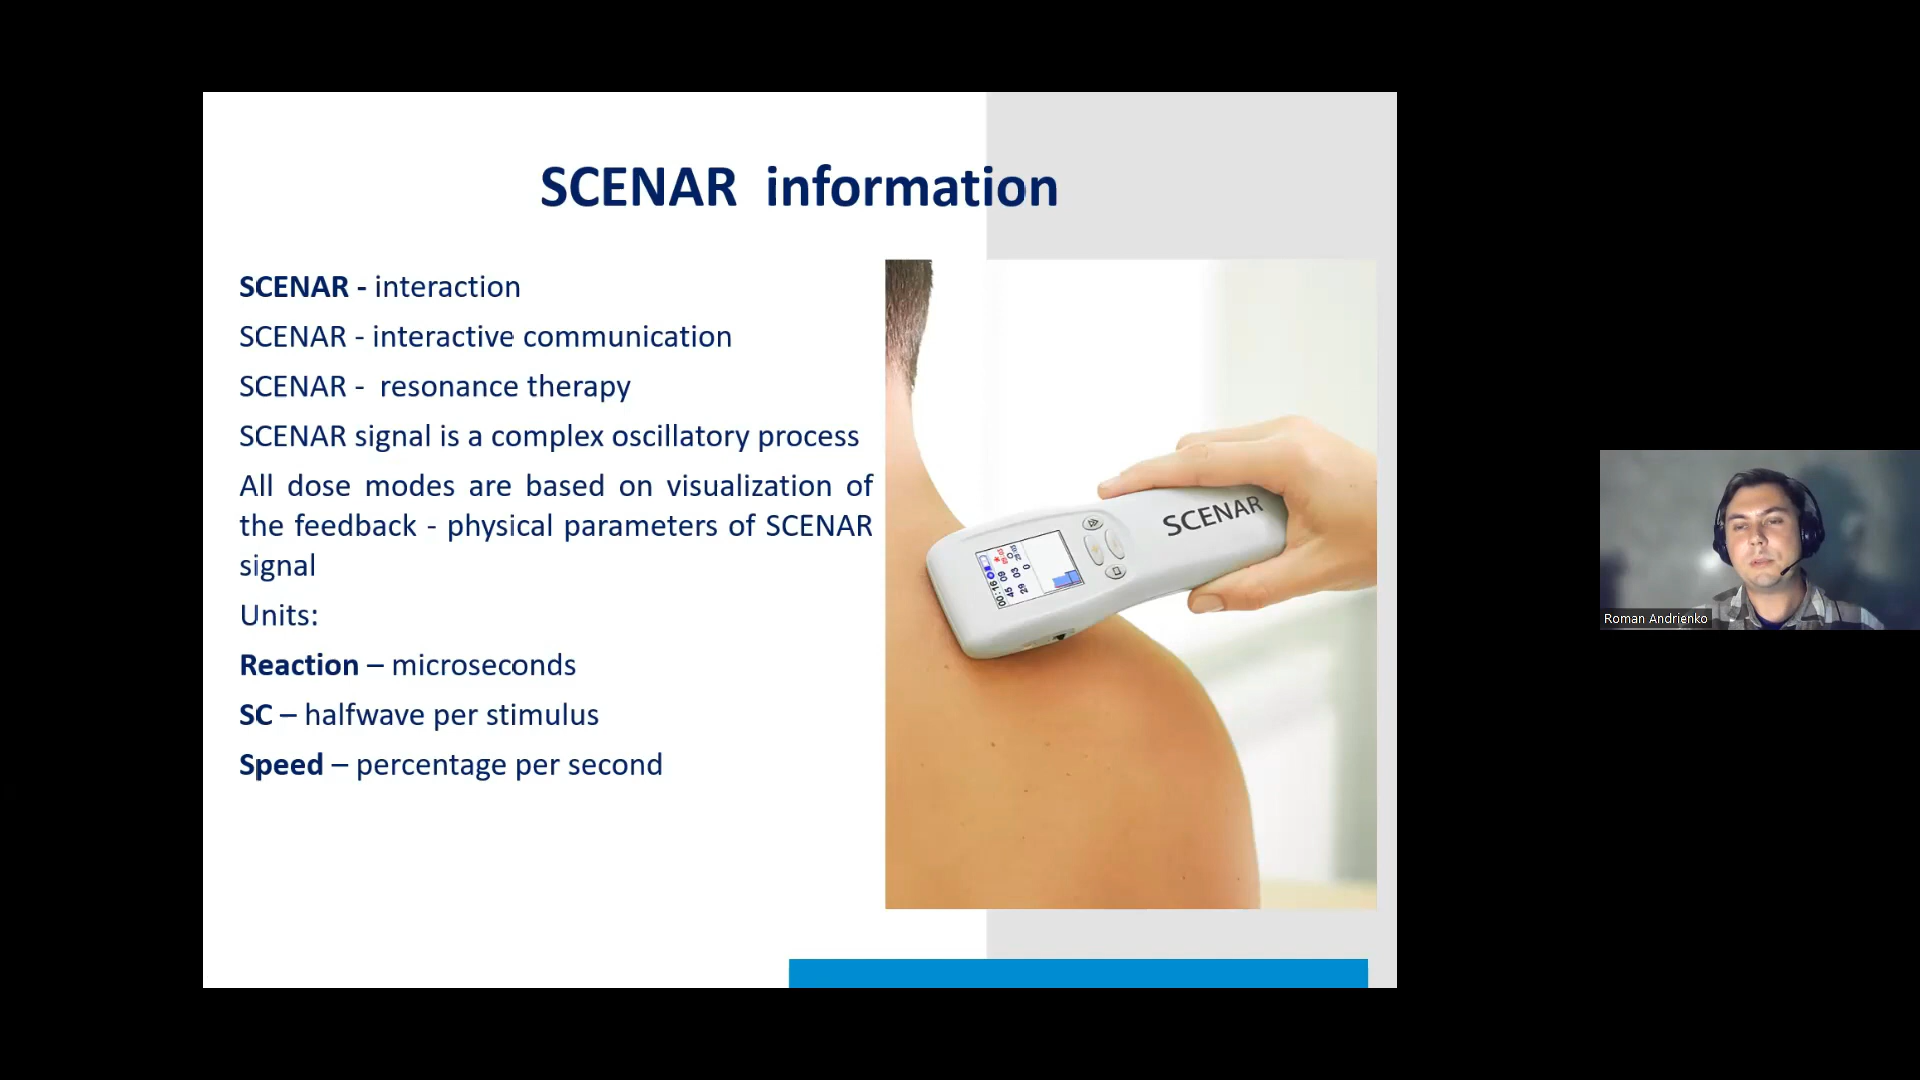 SCENAR information
SCENAR - interaction
SCENAR - interactive communication
SCENAR - resonance therapy
SCENAR signal is a complex oscillatory process
All dose modes are based on visualization of
the feedback - physical parameters of SCENAR
signal
Units:
Reaction – microseconds
SC – halfwave per stimulus
Speed – percentage per second
SCENAR
Roman Andrienko